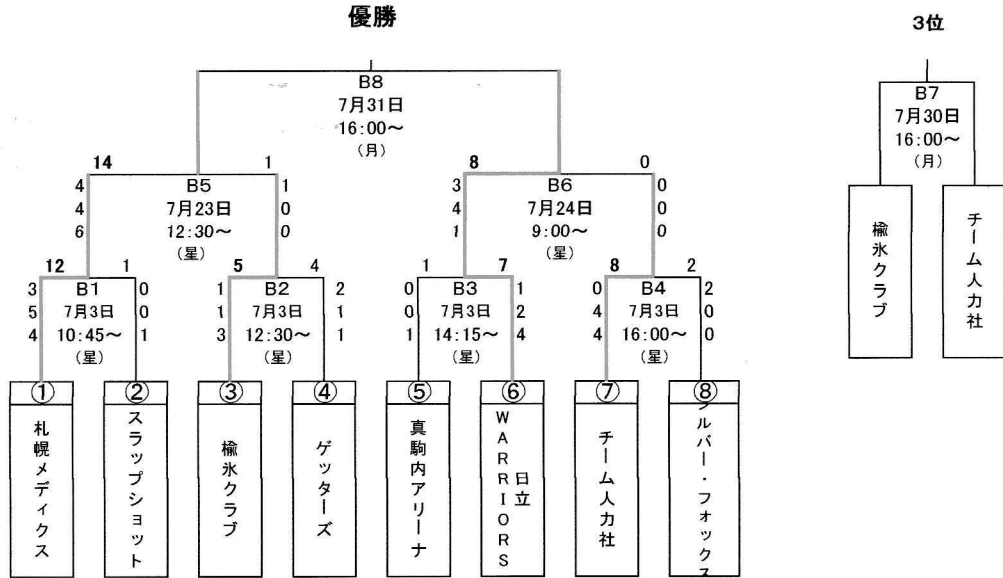 優勝
3位
B8
7月31日
16:00～
(月)
B7
7月30日
16:00～
(月)
14 1
8 0
4 1
4 0
6 0
B5
7月23日
12:30～
(星)
3 0
4 0
1 0
B6
7月24日
9:00～
(星)
12 1
5 4
1 7
8 2
3 0
5 0
4 1
B1
7月3日
10:45～
(星)
1 2
1 1
3 1
B2
7月3日
12:30～
(星)
0 1
0 2
1 4
B3
7月3日
14:15～
(星)
0 2
4 0
4 0
B4
7月3日
16:00～
(星)
①
札幌メディクス
②
スラップショット
③
楡氷クラブ
④
ゲッターズ
⑤
真駒内アリーナ
⑥
日立
WARRIORS
⑦
チーム人力社
⑧
ルバー・フォックス
楡氷クラブ
チーム人力社